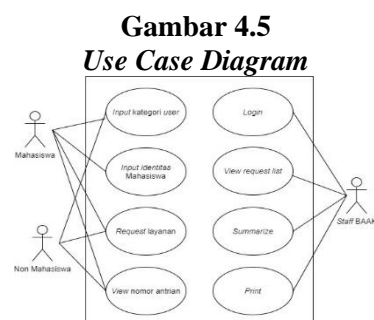 Gambar 4.5
Use Case Diagram
Input kategori user
Login
Mahasiswa
Input identitas
Mahasiswa
View request list
Staff BAAK
Request layanan
Summarize
Non Mahasiswa
View nomor antrian
Print